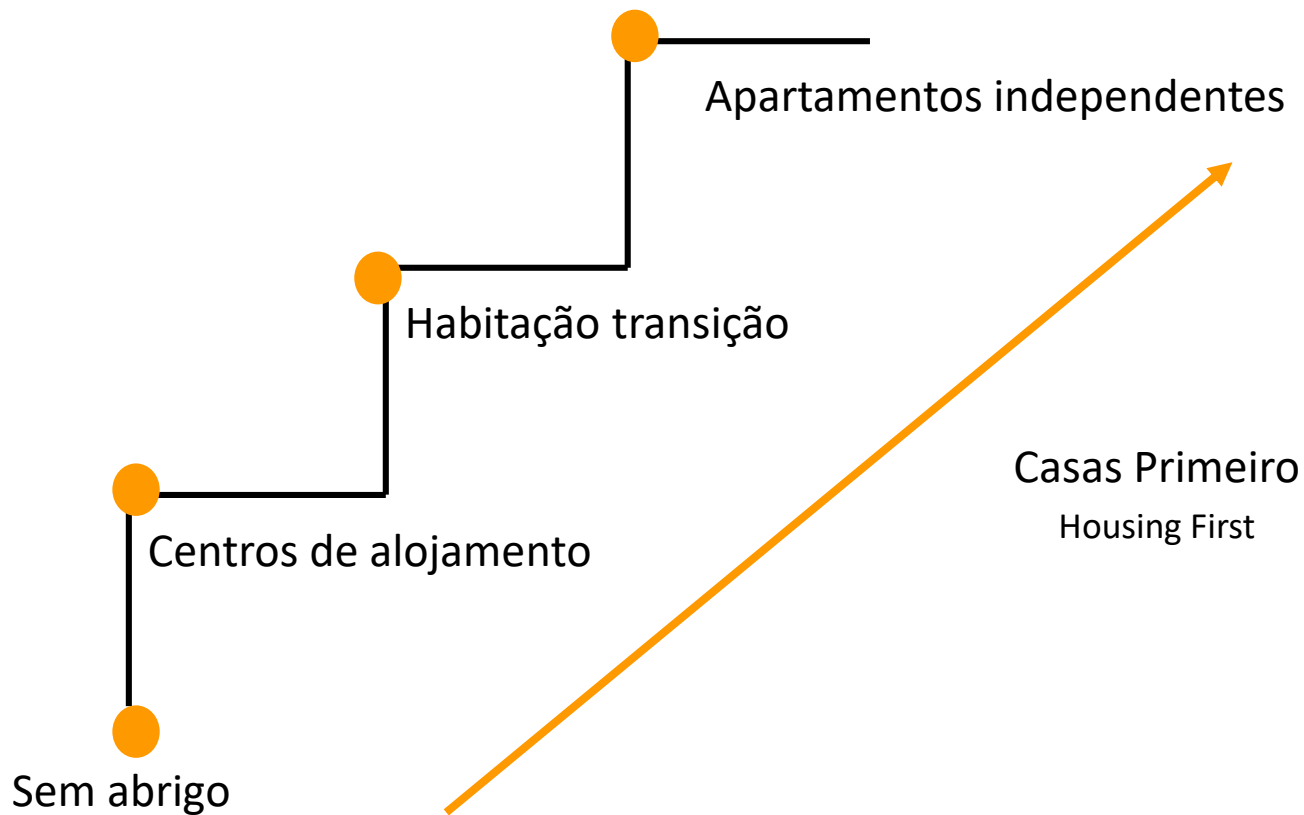 Apartamentos independentes
Habitação transição
Casas Primeiro
Housing First
Centros de alojamento
Sem abrigo